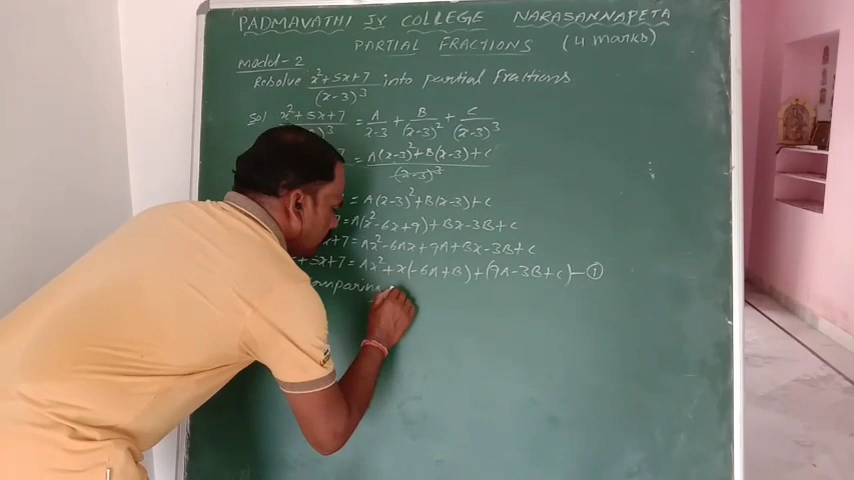 PADMAVATHI Jr COLLEGE NARASANNAPETA
PARTIAL FRACTIONS (4 marks)
model-2
Resolve x²+5x+7/(x-3)³ into partial fractions
sol x²+5x+7/)³ = A/x-3 + B/(x-3)² + C/(x-3)³
7 = A(x-3)²+B(x-3)+C/(x-3)³
= A(x-3)²+B(x-3)+C
= A(x²-6x+9)+Bx-3B+C
x+7 = Ax²-6Ax+9A+Bx-3B+C
+5x+7 = Ax²+x(-6A+B)+(9A-3B+C)—①
omparing